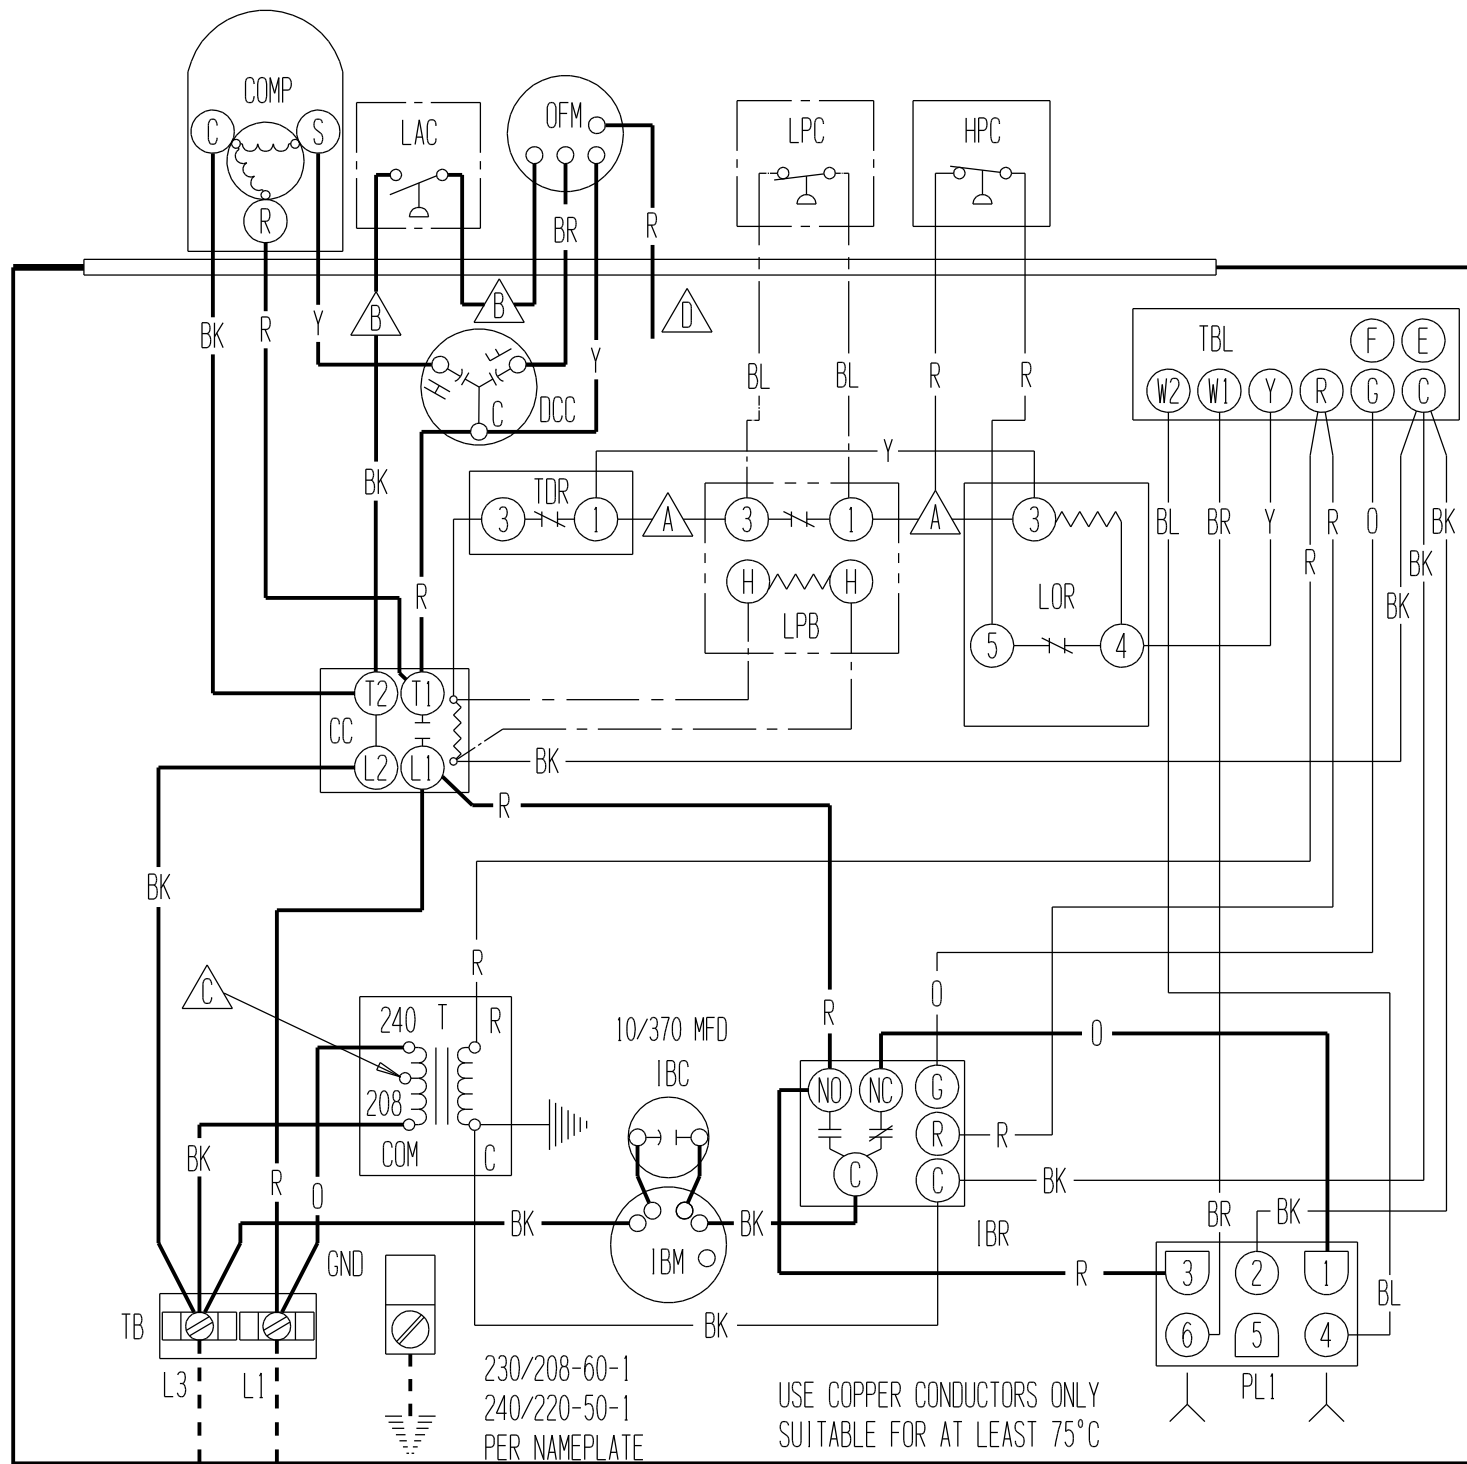 COMP
OFM
LAC
LPC
HPC
C
S
R
BR
R
B
B
D
BK
R
Y
Y
H
F
C
DCC
BL
BL
R
R
TBL
F
E
W2
W1
Y
R
G
C
Y
BK
TDR
3
1
A
3
1
A
3
BL
BR
Y
R
O
BK
R
BK
BK
H
H
LPB
LOR
R
5
4
T2
T1
CC
L2
L1
BK
R
BK
R
R
C
240
T
R
O
O
10/370 MFD
IBC
208
NO
NC
G
R
R
COM
C
BK
R
O
C
C
BK
BK
BK
BR
BK
IBR
GND
IBM
R
3
2
1
BL
TB
BK
6
5
4
L3
L1
PL1
230/208-60-1
240/220-50-1
PER NAMEPLATE
USE COPPER CONDUCTORS ONLY
SUITABLE FOR AT LEAST 75°C